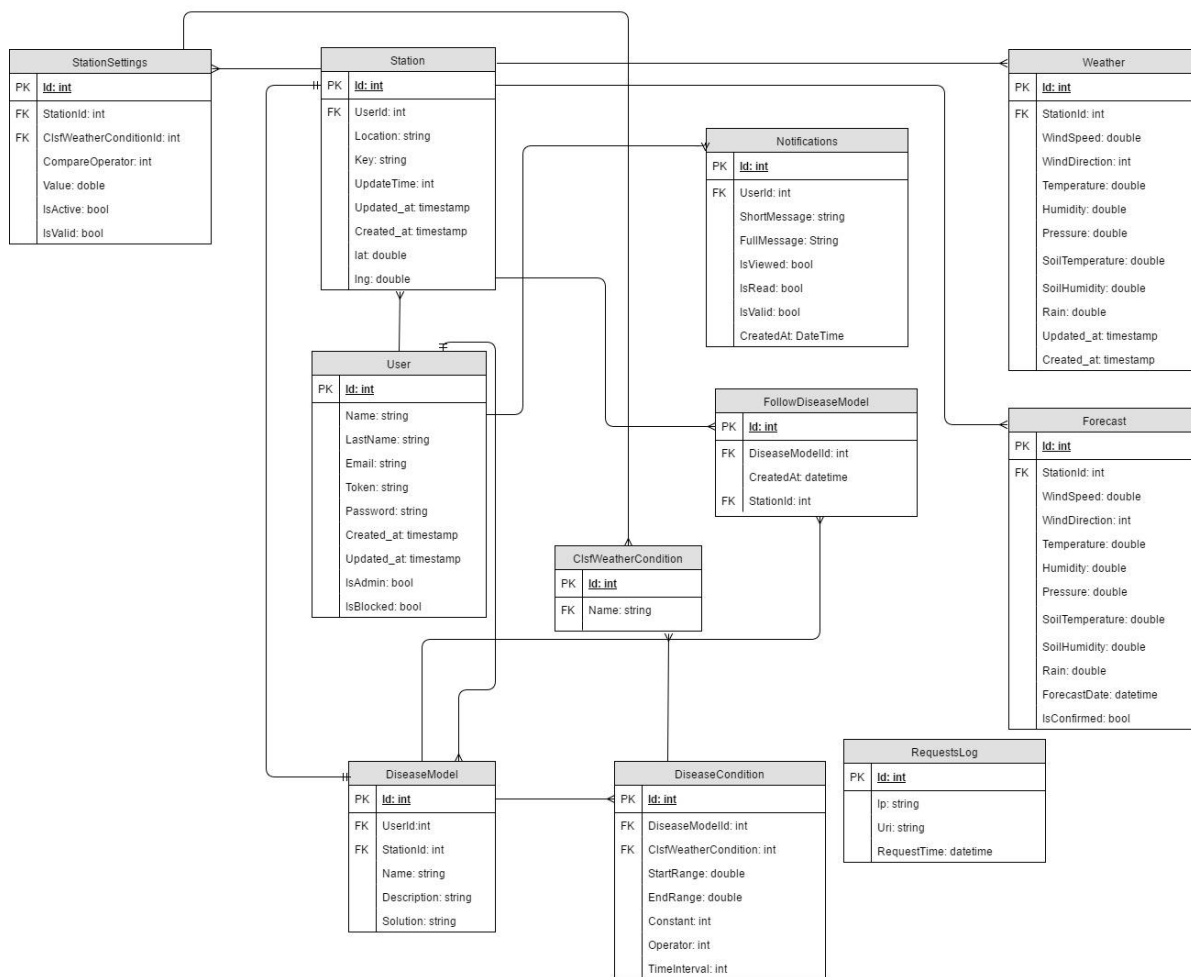 StationSettings
PK Id: int
FK StationId: int
FK ClsfWeatherConditionId: int
CompareOperator: int
Value: doble
IsActive: bool
IsValid: bool
Station
PK Id: int
FK UserId: int
Location: string
Key: string
UpdateTime: int
Updated_at: timestamp
Created_at: timestamp
lat: double
lng: double
Weather
PK Id: int
FK StationId: int
WindSpeed: double
WindDirection: int
Temperature: double
Humidity: double
Pressure: double
SoilTemperature: double
SoilHumidity: double
Rain: double
Updated_at: timestamp
Created_at: timestamp
Notifications
PK Id: int
FK UserId: int
ShortMessage: string
FullMessage: String
IsViewed: bool
IsRead: bool
IsValid: bool
CreatedAt: DateTime
User
PK Id: int
Name: string
LastName: string
Email: string
Token: string
Password: string
Created_at: timestamp
Updated_at: timestamp
IsAdmin: bool
IsBlocked: bool
FollowDiseaseModel
PK Id: int
FK DiseaseModelId: int
CreatedAt: datetime
FK StationId: int
Forecast
PK Id: int
FK StationId: int
WindSpeed: double
WindDirection: int
Temperature: double
Humidity: double
Pressure: double
SoilTemperature: double
SoilHumidity: double
Rain: double
ForecastDate: datetime
IsConfirmed: bool
ClsfWeatherCondition
PK Id: int
FK Name: string
DiseaseModel
PK Id: int
FK UserId:int
FK StationId: int
Name: string
Description: string
Solution: string
DiseaseCondition
PK Id: int
FK DiseaseModelId: int
FK ClsfWeatherCondition: int
StartRange: double
EndRange: double
Constant: int
Operator: int
TimeInterval: int
RequestsLog
PK Id: int
Ip: string
Uri: string
RequestTime: datetime